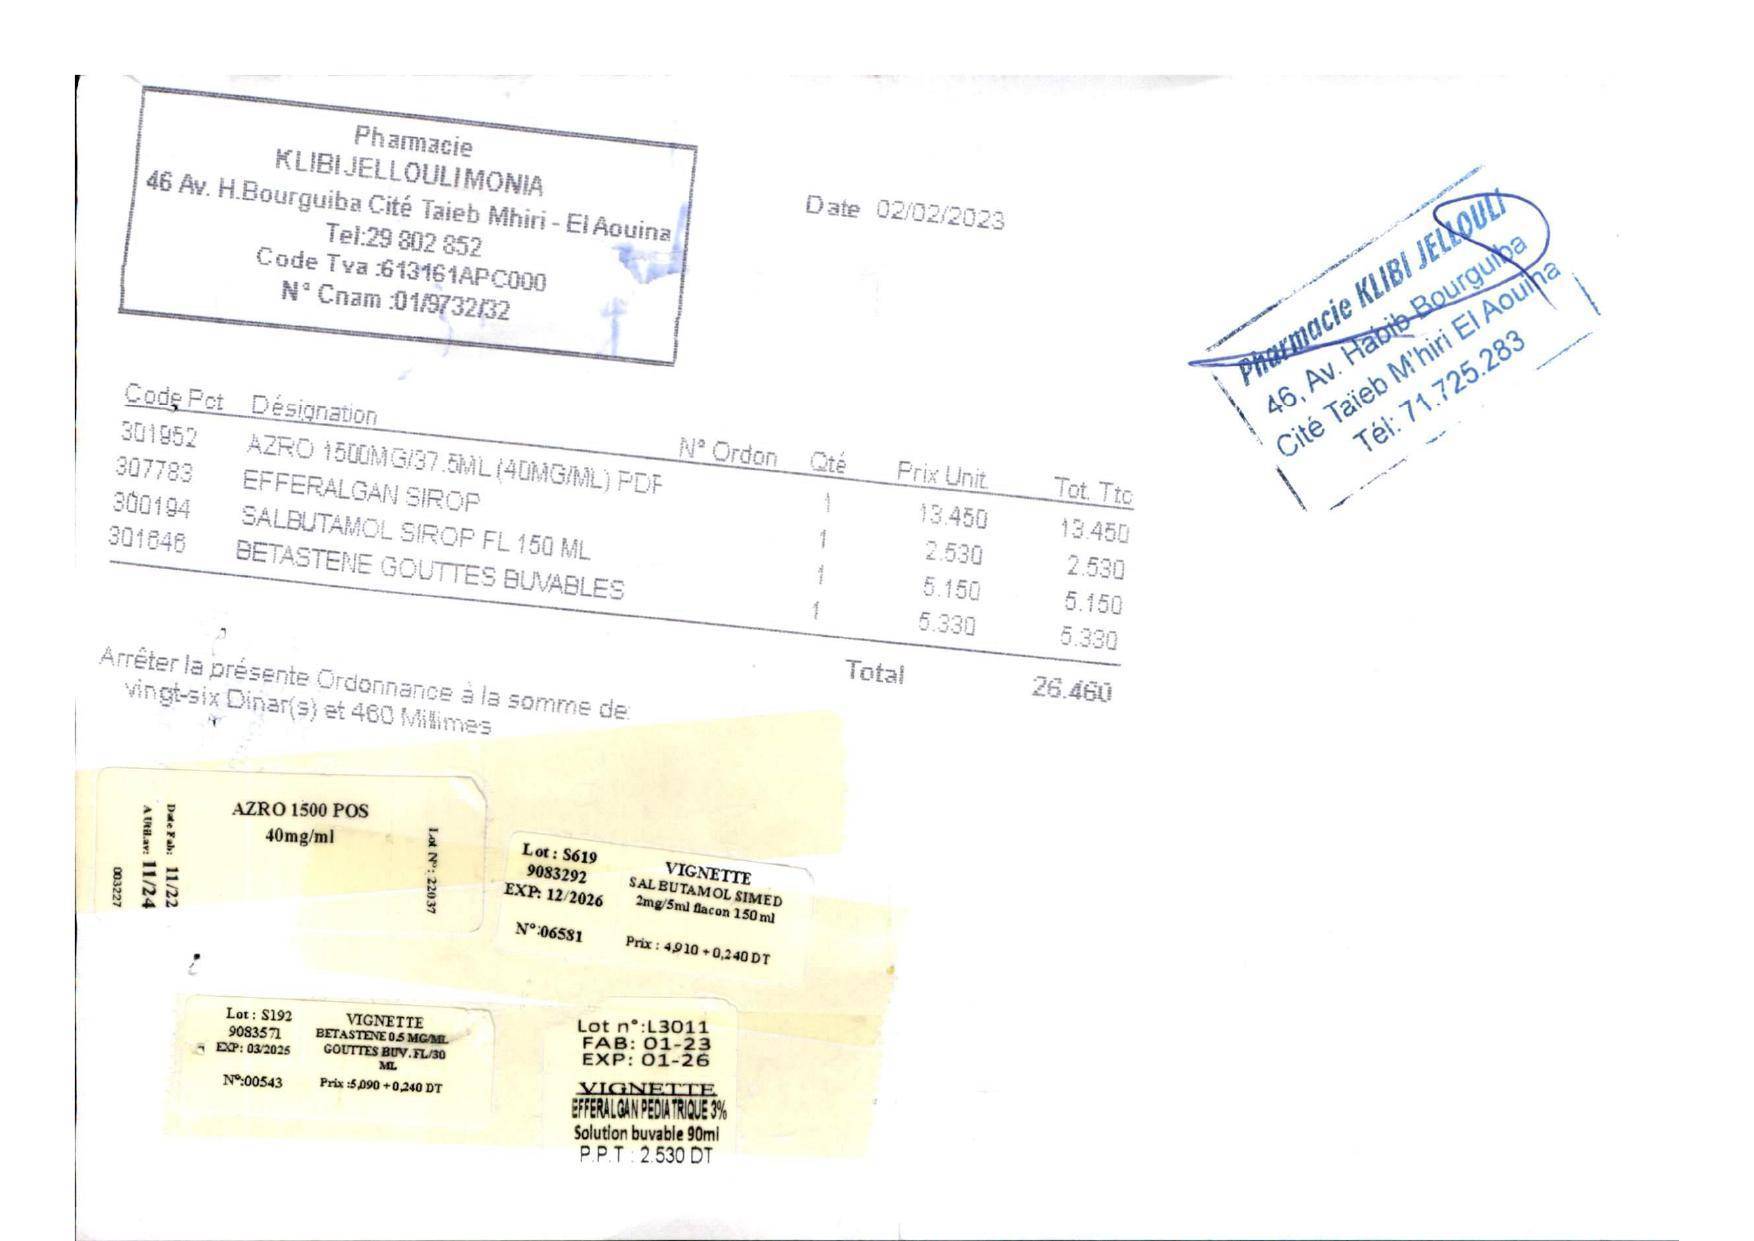 Pharmacie
KLIBI JELLOULI MONIA
46 Av. H.Bourguiba Cité Taieb Mhiri - El Aouina
Tel:29 802 852
Code Tva :613161APC000
N° Cnam :01/9732/32
Date 02/02/2023
Pharmacie KLIBI JELLOULI
46, Av. Habib Bourguiba
Cité Taïeb M'hiri El Aouina
Tél: 71.725.283
Code Pct Désignation N° Ordon Qté Prix Unit. Tot. Ttc
301952 AZRO 1500MG/37.5ML (40MG/ML) PDF 1 13.450 13.450
307783 EFFERALGAN SIROP 1 2.530 2.530
300194 SALBUTAMOL SIROP FL 150 ML 1 5.150 5.150
301646 BETASTENE GOUTTES BUVABLES 1 5.330 5.330
Total 26.460
Arrêter la présente Ordonnance à la somme de:
vingt-six Dinar(s) et 460 Millimes
AZRO 1500 POS
40mg/ml
Date Fab: 11/22
A Util.av: 11/24
003227
Lot N°: 22037
Lot : S619
9083292
EXP: 12/2026
N°:06581
VIGNETTE
SALBUTAMOL SIMED
2mg/5ml flacon 150ml
Prix : 4,910 + 0,240 DT
Lot : S192
9083571
EXP: 03/2025
N°:00543
VIGNETTE
BETASTENE 0.5 MG/ML
GOUTTES BUV. FL/30
ML
Prix :5,090 + 0,240 DT
Lot n°:L3011
FAB: 01-23
EXP: 01-26
VIGNETTE
EFFERALGAN PEDIATRIQUE 3%
Solution buvable 90ml
P.P.T : 2.530 DT